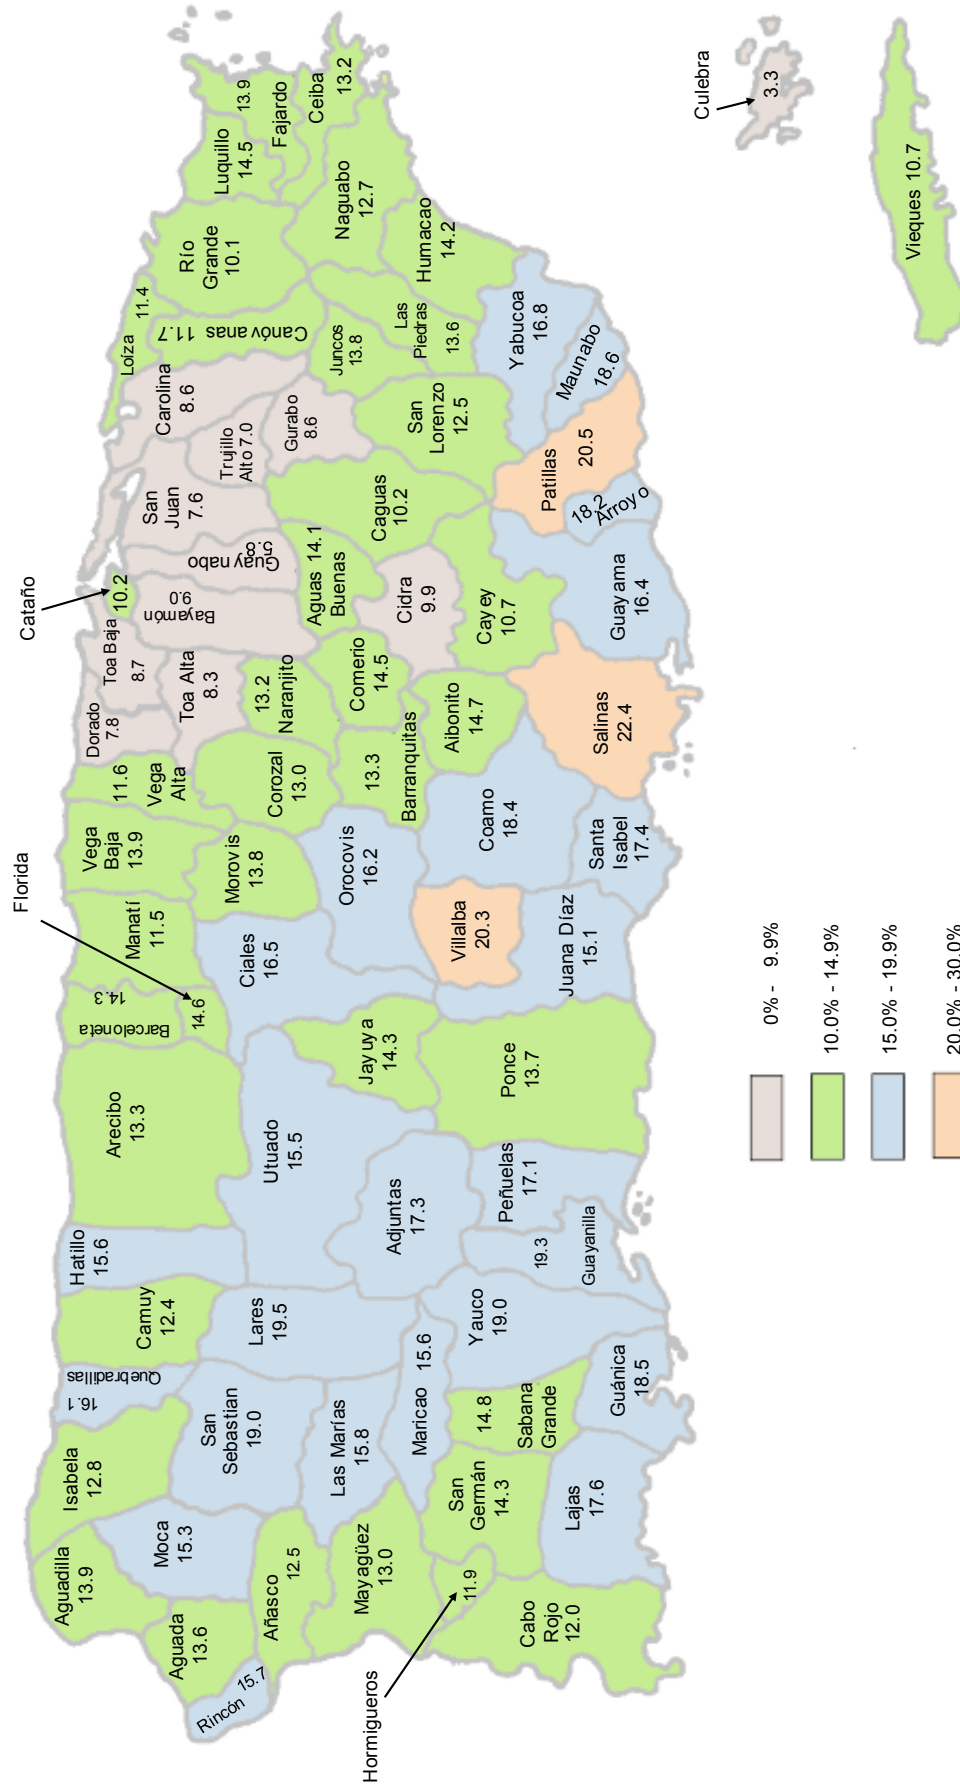 Aguadilla
13.9
Isabela
12.8
Quebradillas
16.1
Camuy
12.4
Hatillo
15.6
Arecibo
13.3
Barceloneta
14.3
Florida
14.6
Manatí
11.5
Vega
Baja
13.9
11.6
Vega
Alta
Dorado
7.8
Toa Baja
8.7
Toa Alta
8.3
Cataño
10.2
Bayamón
9.0
Guaynabo
5.8
San
Juan
7.6
Trujillo
Alto 7.0
Carolina
8.6
Loíza
11.4
Canóvanas 11.7
Río
Grande
10.1
Luquillo
14.5
13.9
Fajardo
Ceiba
13.2
Culebra
3.3
Vieques 10.7
Naguabo
12.7
Humacao
14.2
Las
Piedras
13.6
Juncos
13.8
Gurabo
8.6
San
Lorenzo
12.5
Caguas
10.2
Aguas 14.1
Buenas
Cidra
9.9
Cayey
10.7
Comerio
14.5
13.2
Naranjito
Corozal
13.0
13.3
Barranquitas
Aibonito
14.7
Morovis
13.8
Orocovis
16.2
Ciales
16.5
Jayuya
14.3
Utuado
15.5
Adjuntas
17.3
Lares
19.5
San
Sebastian
19.0
Moca
15.3
Aguada
13.6
Rincón
15.7
Añasco
12.5
Las Marías
15.8
Maricao
15.6
Mayagüez
13.0
Hormigueros
11.9
Cabo
Rojo
12.0
San
Germán
14.3
14.8
Sabana
Grande
Lajas
17.6
Guánica
18.5
Yauco
19.0
19.3
Guayanilla
Peñuelas
17.1
Ponce
13.7
Villalba
20.3
Juana Díaz
15.1
Coamo
18.4
Santa
Isabel
17.4
Salinas
22.4
Guayama
16.4
18.2
Arroyo
Patillas
20.5
Maunabo
18.6
Yabucoa
16.8
0% - 9.9%
10.0% - 14.9%
15.0% - 19.9%
20.0% - 30.0%